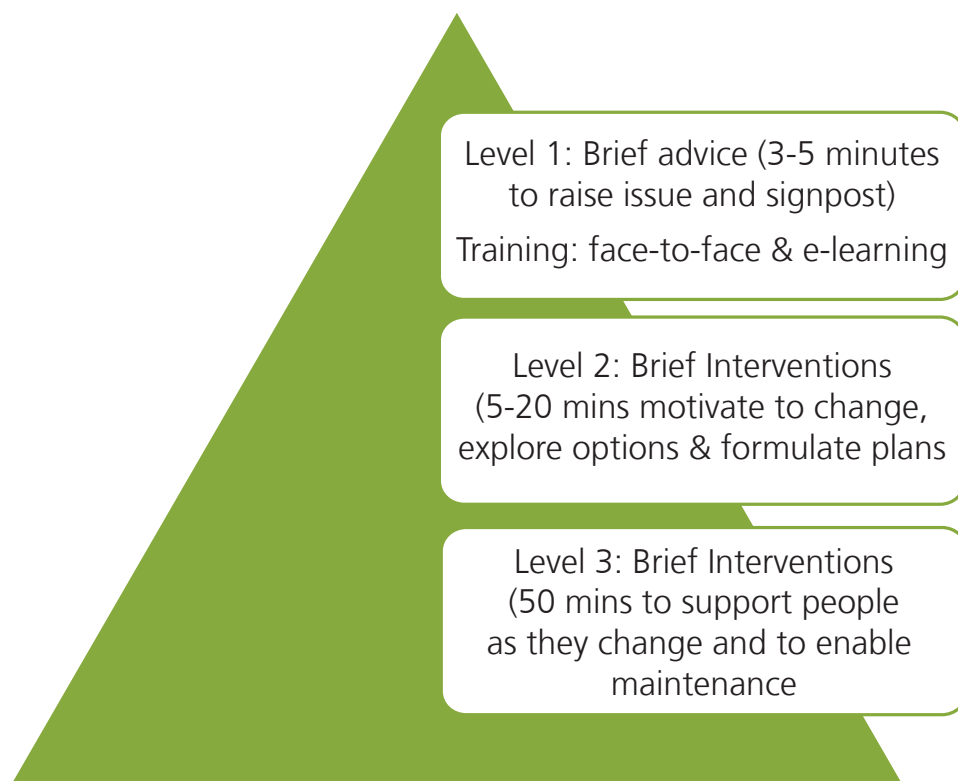 Level 1: Brief advice (3-5 minutes
to raise issue and signpost)
Training: face-to-face & e-learning
Level 2: Brief Interventions
(5-20 mins motivate to change,
explore options & formulate plans
Level 3: Brief Interventions
(50 mins to support people
as they change and to enable
maintenance